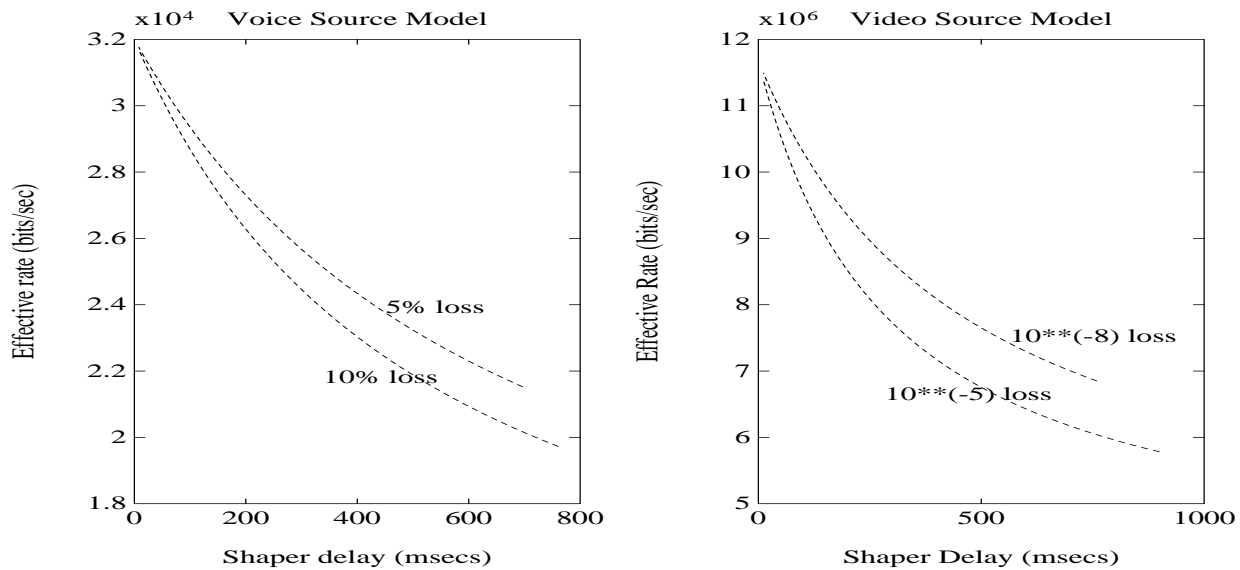 x10⁴ Voice Source Model
3.2
3
2.8
2.6
2.4
2.2
2
1.8
0 200 400 600 800
Effective rate (bits/sec)
Shaper delay (msecs)
5% loss
10% loss
x10⁶ Video Source Model
12
11
10
9
8
7
6
5
0 500 1000
Effective Rate (bits/sec)
Shaper Delay (msecs)
10**(-8) loss
10**(-5) loss